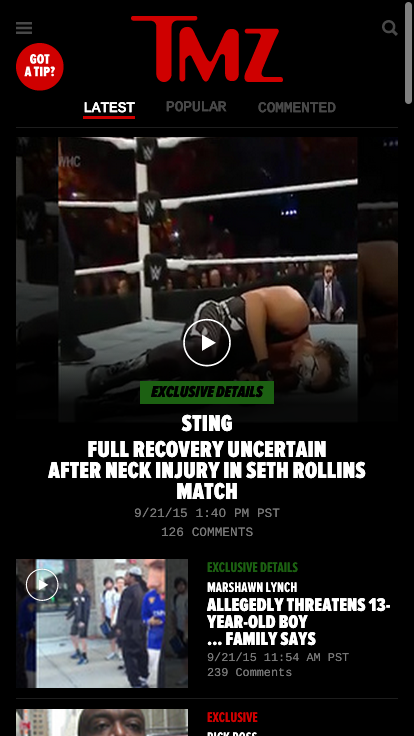 TMZ
GOT
A TIP?
LATEST POPULAR COMMENTED
WHC
EXCLUSIVE DETAILS
STING
FULL RECOVERY UNCERTAIN
AFTER NECK INJURY IN SETH ROLLINS
MATCH
9/21/15 1:40 PM PST
126 COMMENTS
EXCLUSIVE DETAILS
MARSHAWN LYNCH
ALLEGEDLY THREATENS 13-
YEAR-OLD BOY
... FAMILY SAYS
9/21/15 11:54 AM PST
239 Comments
EXCLUSIVE
RICK ROSS